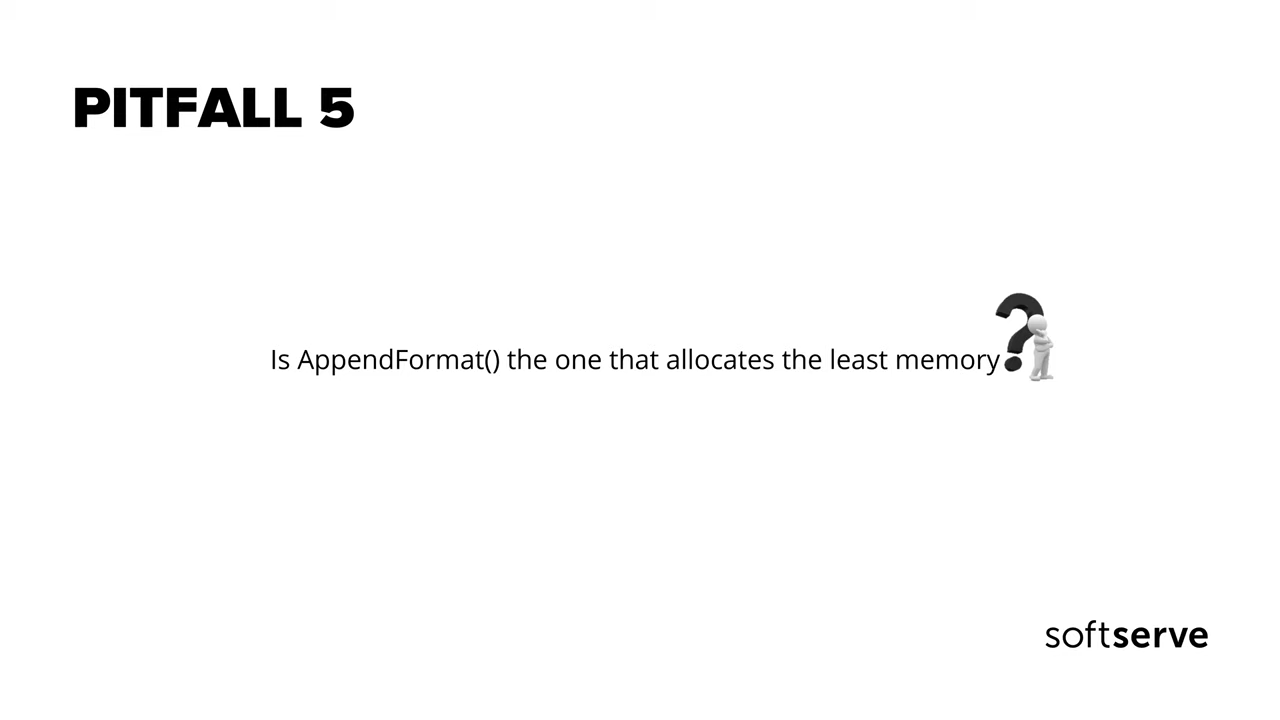 PITFALL 5
Is AppendFormat() the one that allocates the least memory?
softserve